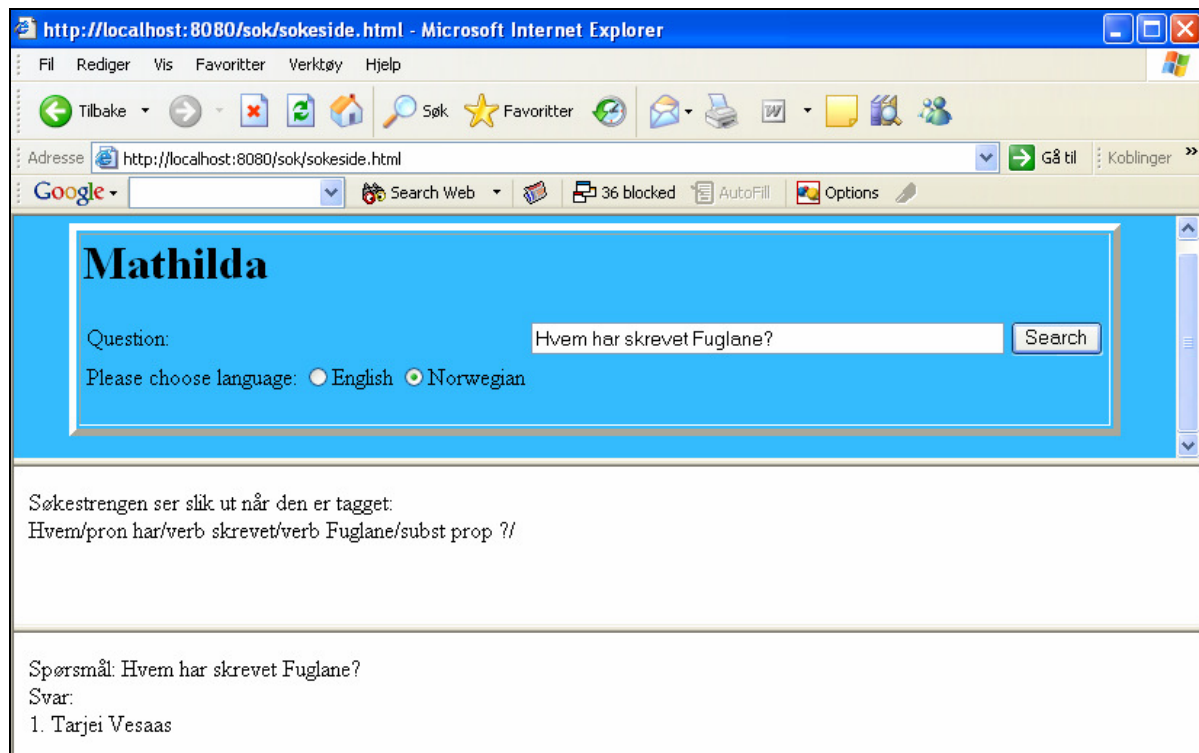 http://localhost:8080/sok/sokeside.html - Microsoft Internet Explorer
Fil Rediger Vis Favoritter Verktøy Hjelp
Tilbake Søk Favoritter W
Adresse http://localhost:8080/sok/sokeside.html Gå til Koblinger »
Google Search Web 36 blocked AutoFill Options
Mathilda
Question: Hvem har skrevet Fuglane? Search
Please choose language: English Norwegian
Søkestrengen ser slik ut når den er tagget:
Hvem/pron har/verb skrevet/verb Fuglane/subst prop ?/
Spørsmål: Hvem har skrevet Fuglane?
Svar:
1. Tarjei Vesaas